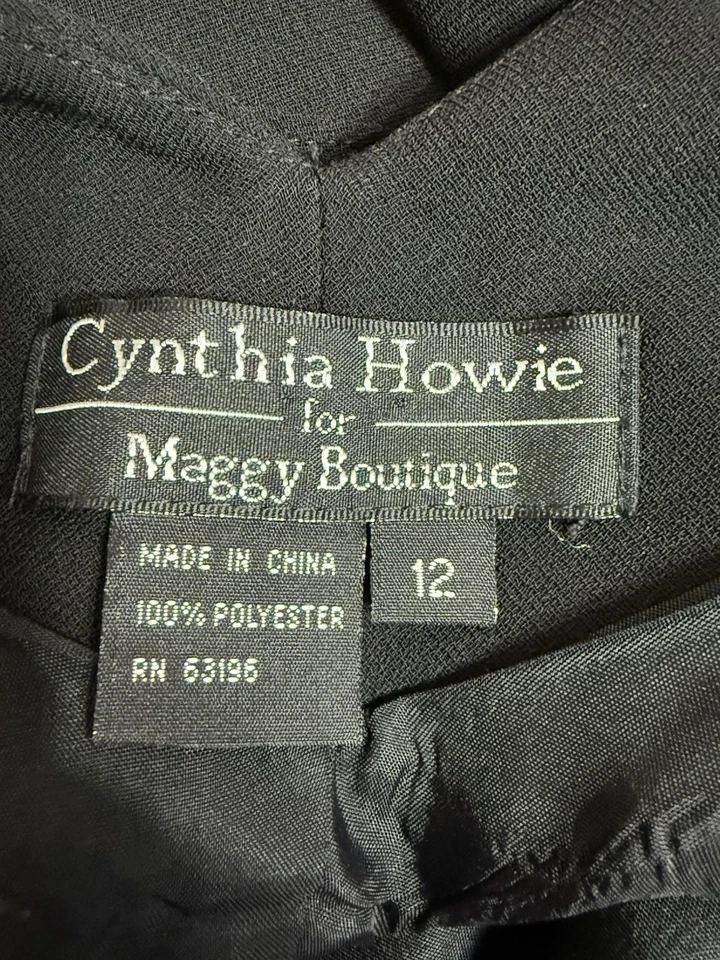 Cynthia Howie
for
Maggy Boutique
MADE IN CHINA
100% POLYESTER
RN 63196
12